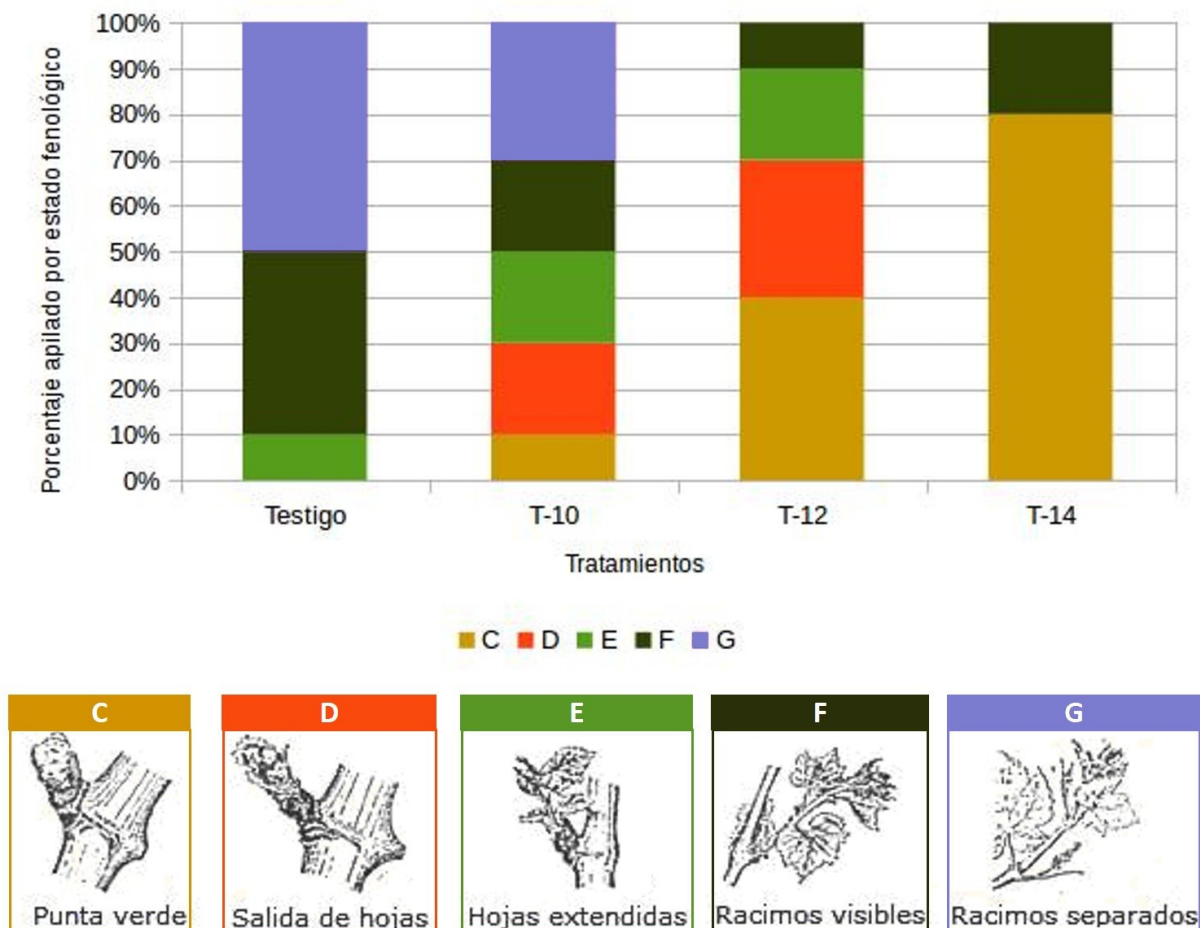 Porcentaje apilado por estado fenológico
100%
90%
80%
70%
60%
50%
40%
30%
20%
10%
0%
Testigo T-10 T-12 T-14
Tratamientos
C D E F G
C D E F G
Punta verde Salida de hojas Hojas extendidas Racimos visibles Racimos separados